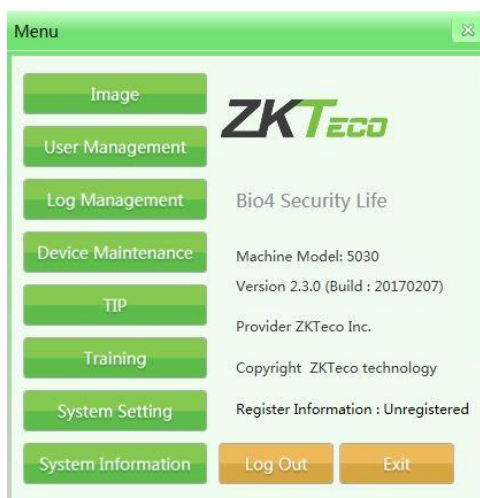 Menu
Image
User Management
Log Management
Device Maintenance
TIP
Training
System Setting
System Information
ZKTECO
Bio4 Security Life
Machine Model: 5030
Version 2.3.0 (Build : 20170207)
Provider ZKTeco Inc.
Copyright ZKTeco technology
Register Information : Unregistered
Log Out
Exit